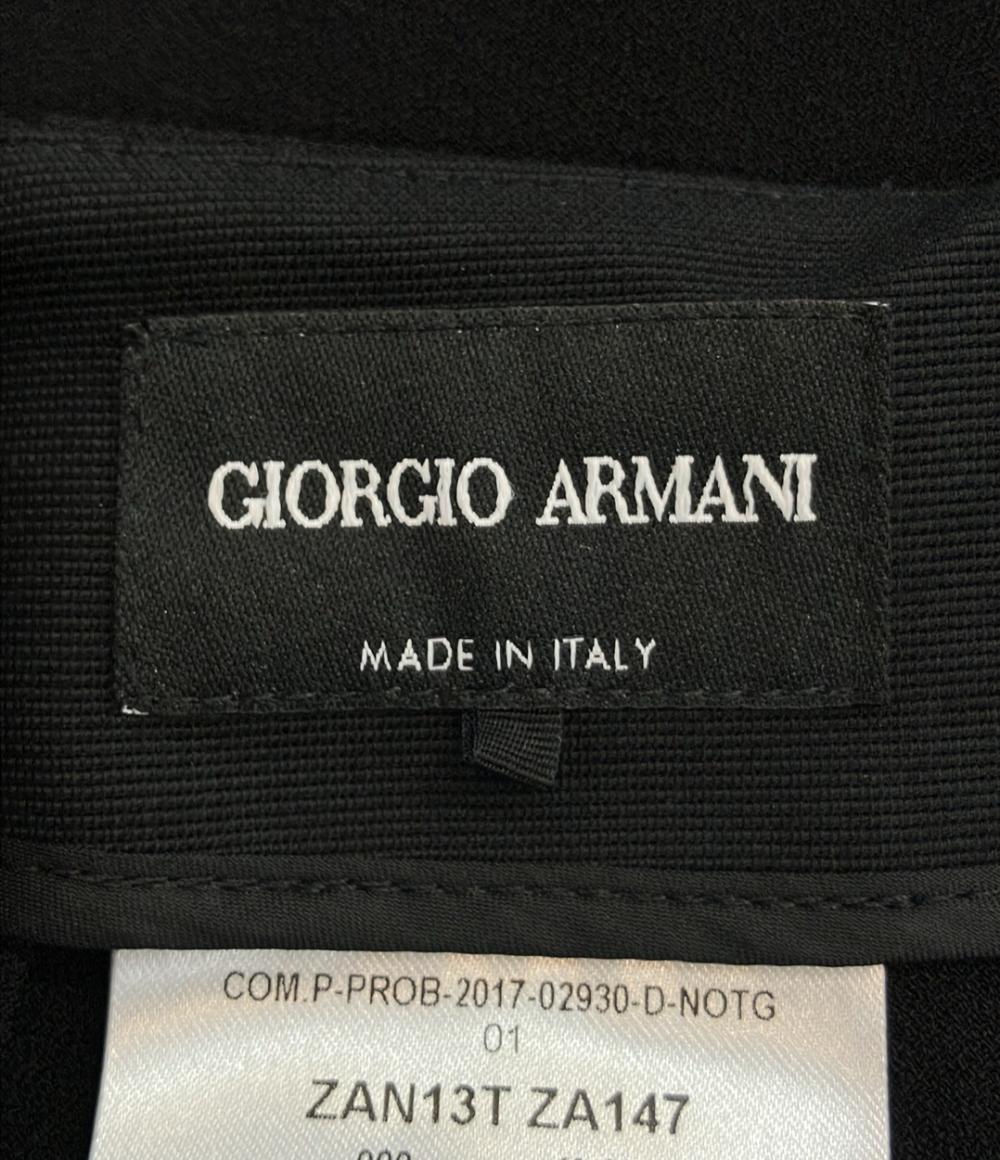 GIORGIO ARMANI
MADE IN ITALY
COM.P-PROB-2017-02930-D-NOTG
01
ZAN13T ZA147